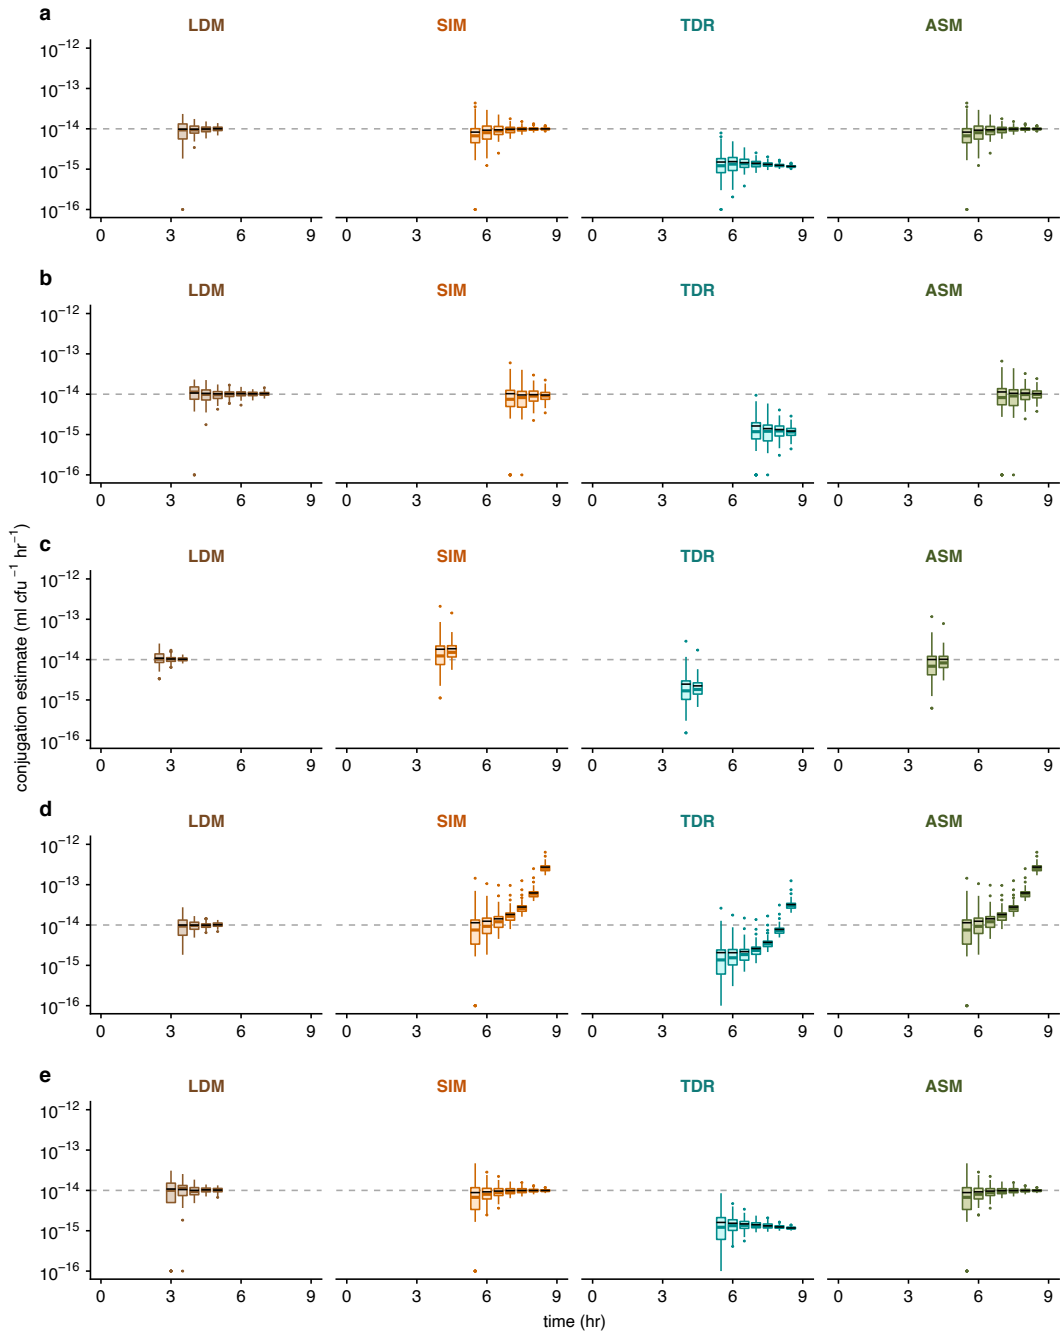 a
LDM SIM TDR ASM
10⁻¹²
10⁻¹³
10⁻¹⁴
10⁻¹⁵
10⁻¹⁶
0 3 6 9 0 3 6 9 0 3 6 9 0 3 6 9
b
LDM SIM TDR ASM
10⁻¹²
10⁻¹³
10⁻¹⁴
10⁻¹⁵
10⁻¹⁶
0 3 6 9 0 3 6 9 0 3 6 9 0 3 6 9
conjugation estimate (ml cfu⁻¹ hr⁻¹)
c
LDM SIM TDR ASM
10⁻¹²
10⁻¹³
10⁻¹⁴
10⁻¹⁵
10⁻¹⁶
0 3 6 9 0 3 6 9 0 3 6 9 0 3 6 9
d
LDM SIM TDR ASM
10⁻¹²
10⁻¹³
10⁻¹⁴
10⁻¹⁵
10⁻¹⁶
0 3 6 9 0 3 6 9 0 3 6 9 0 3 6 9
e
LDM SIM TDR ASM
10⁻¹²
10⁻¹³
10⁻¹⁴
10⁻¹⁵
10⁻¹⁶
0 3 6 9 0 3 6 9 0 3 6 9 0 3 6 9
time (hr)